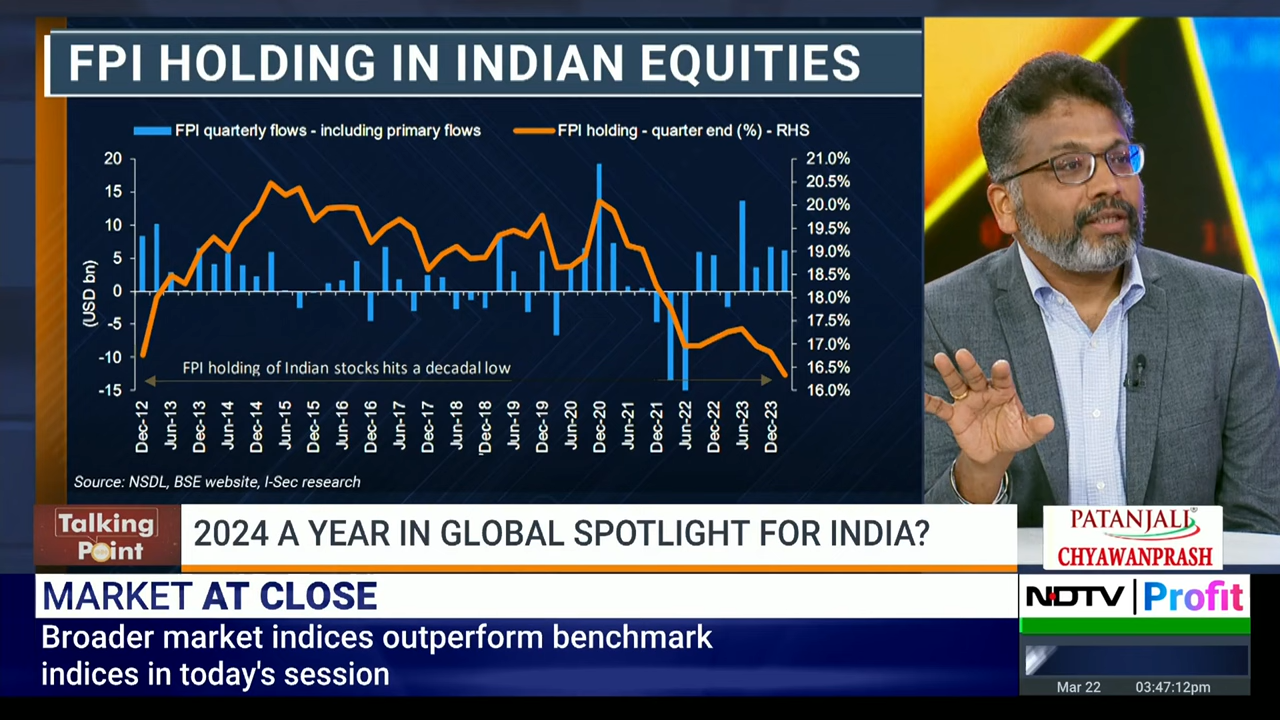 FPI HOLDING IN INDIAN EQUITIES
FPI quarterly flows - including primary flows
FPI holding - quarter end (%) - RHS
(USD bn)
20
15
10
5
0
-5
-10
-15
21.0%
20.5%
20.0%
19.5%
19.0%
18.5%
18.0%
17.5%
17.0%
16.5%
16.0%
FPI holding of Indian stocks hits a decadal low
Dec-12
Jun-13
Dec-13
Jun-14
Dec-14
Jun-15
Dec-15
Jun-16
Dec-16
Jun-17
Dec-17
Jun-18
'Dec-18
Jun-19
Dec-19
Jun-20
Dec-20
Jun-21
Dec-21
Jun-22
Dec-22
Jun-23
Dec-23
Source: NSDL, BSE website, I-Sec research
Talking
Point
2024 A YEAR IN GLOBAL SPOTLIGHT FOR INDIA?
PATANJALI
CHYAWANPRASH
MARKET AT CLOSE
Broader market indices outperform benchmark
indices in today's session
NDTV Profit
Mar 22 03:47:12pm